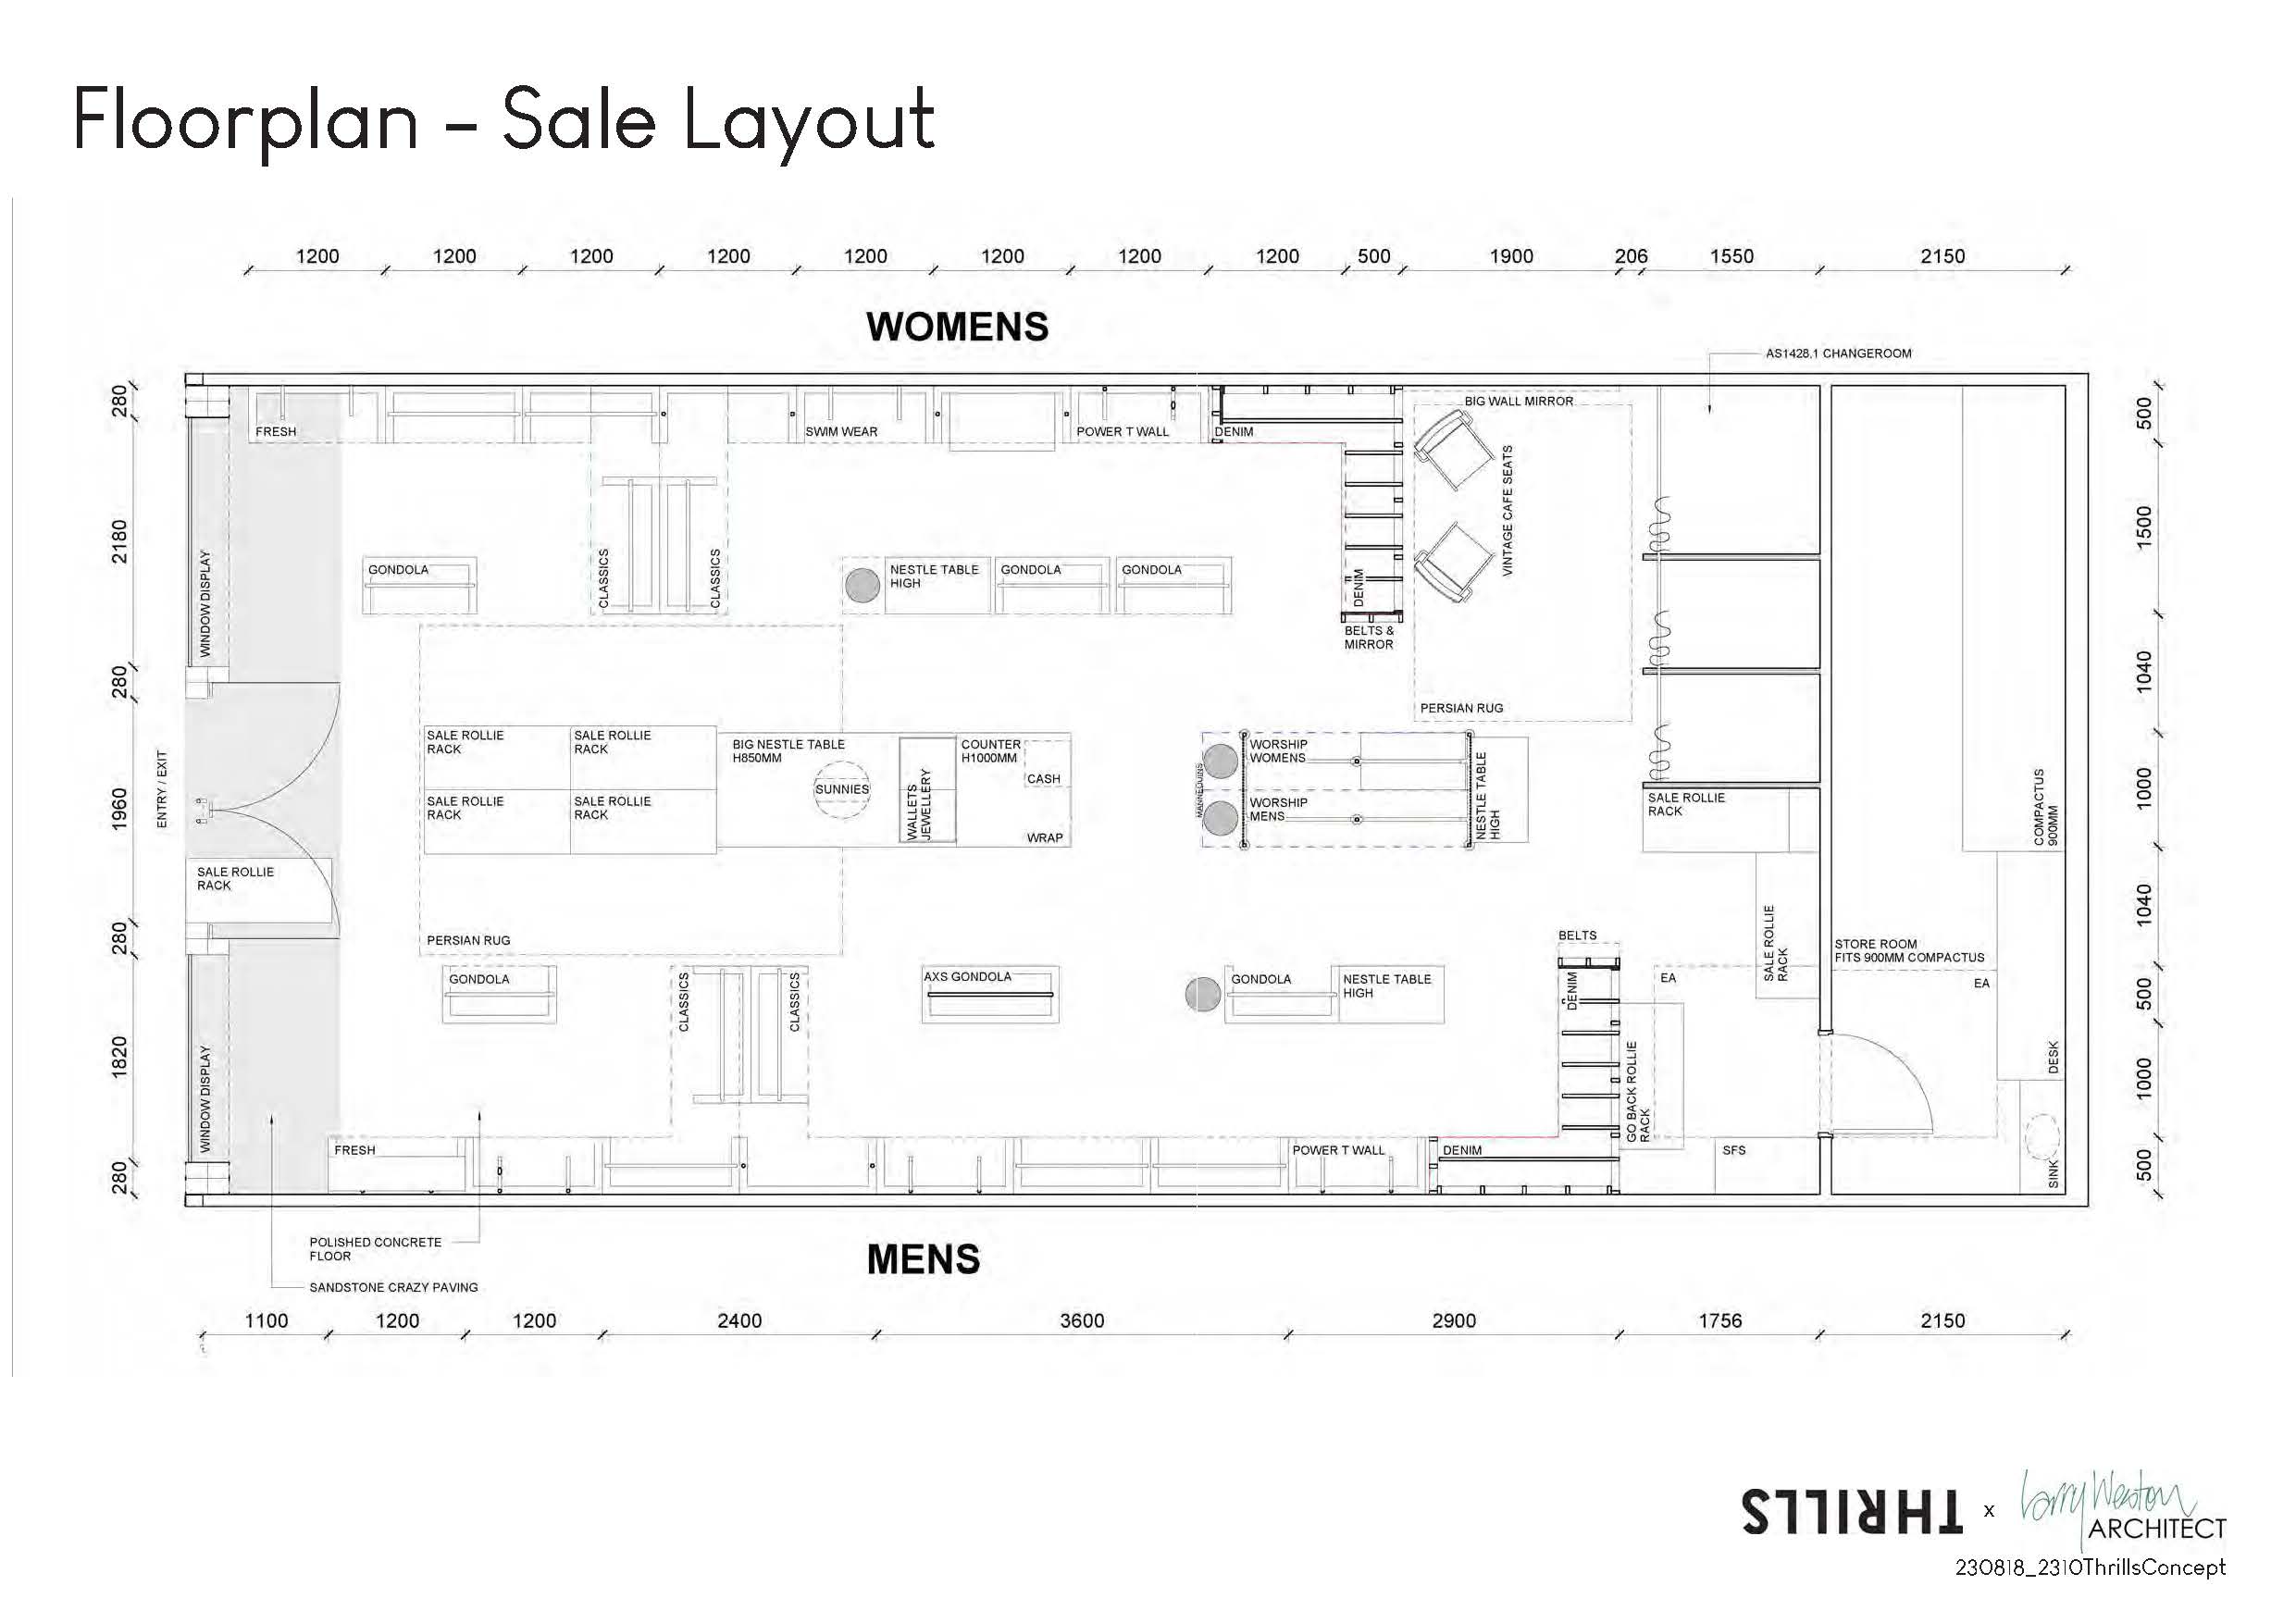 Floorplan – Sale Layout
1200 1200 1200 1200 1200 1200 1200 1200 500 1900 206 1550 2150
WOMENS
AS1428.1 CHANGEROOM
280
2180
280
1960
280
1820
280
500
1500
1040
1000
1040
500
1000
500
FRESH
SWIM WEAR
POWER T WALL
DENIM
BIG WALL MIRROR
WINDOW DISPLAY
GONDOLA
CLASSICS
CLASSICS
NESTLE TABLE
HIGH
GONDOLA
GONDOLA
DENIM
BELTS &
MIRROR
VINTAGE CAFE SEATS
PERSIAN RUG
ENTRY / EXIT
SALE ROLLIE
RACK
SALE ROLLIE
RACK
SALE ROLLIE
RACK
SALE ROLLIE
RACK
BIG NESTLE TABLE
H850MM
SUNNIES
WALLETS
JEWELLERY
COUNTER
H1000MM
CASH
WRAP
MANNEQUINS
WORSHIP
WOMENS
WORSHIP
MENS
NESTLE TABLE
HIGH
SALE ROLLIE
RACK
COMPACTUS
900MM
SALE ROLLIE
RACK
PERSIAN RUG
BELTS
SALE ROLLIE
RACK
STORE ROOM
FITS 900MM COMPACTUS
GONDOLA
CLASSICS
CLASSICS
AXS GONDOLA
GONDOLA
NESTLE TABLE
HIGH
DENIM
EA
EA
WINDOW DISPLAY
GO BACK ROLLIE
RACK
DESK
FRESH
POWER T WALL
DENIM
SFS
SINK
POLISHED CONCRETE
FLOOR
SANDSTONE CRAZY PAVING
MENS
1100 1200 1200 2400 3600 2900 1756 2150
THRILLS x Larry Weston
ARCHITECT
230818_2310ThrillsConcept